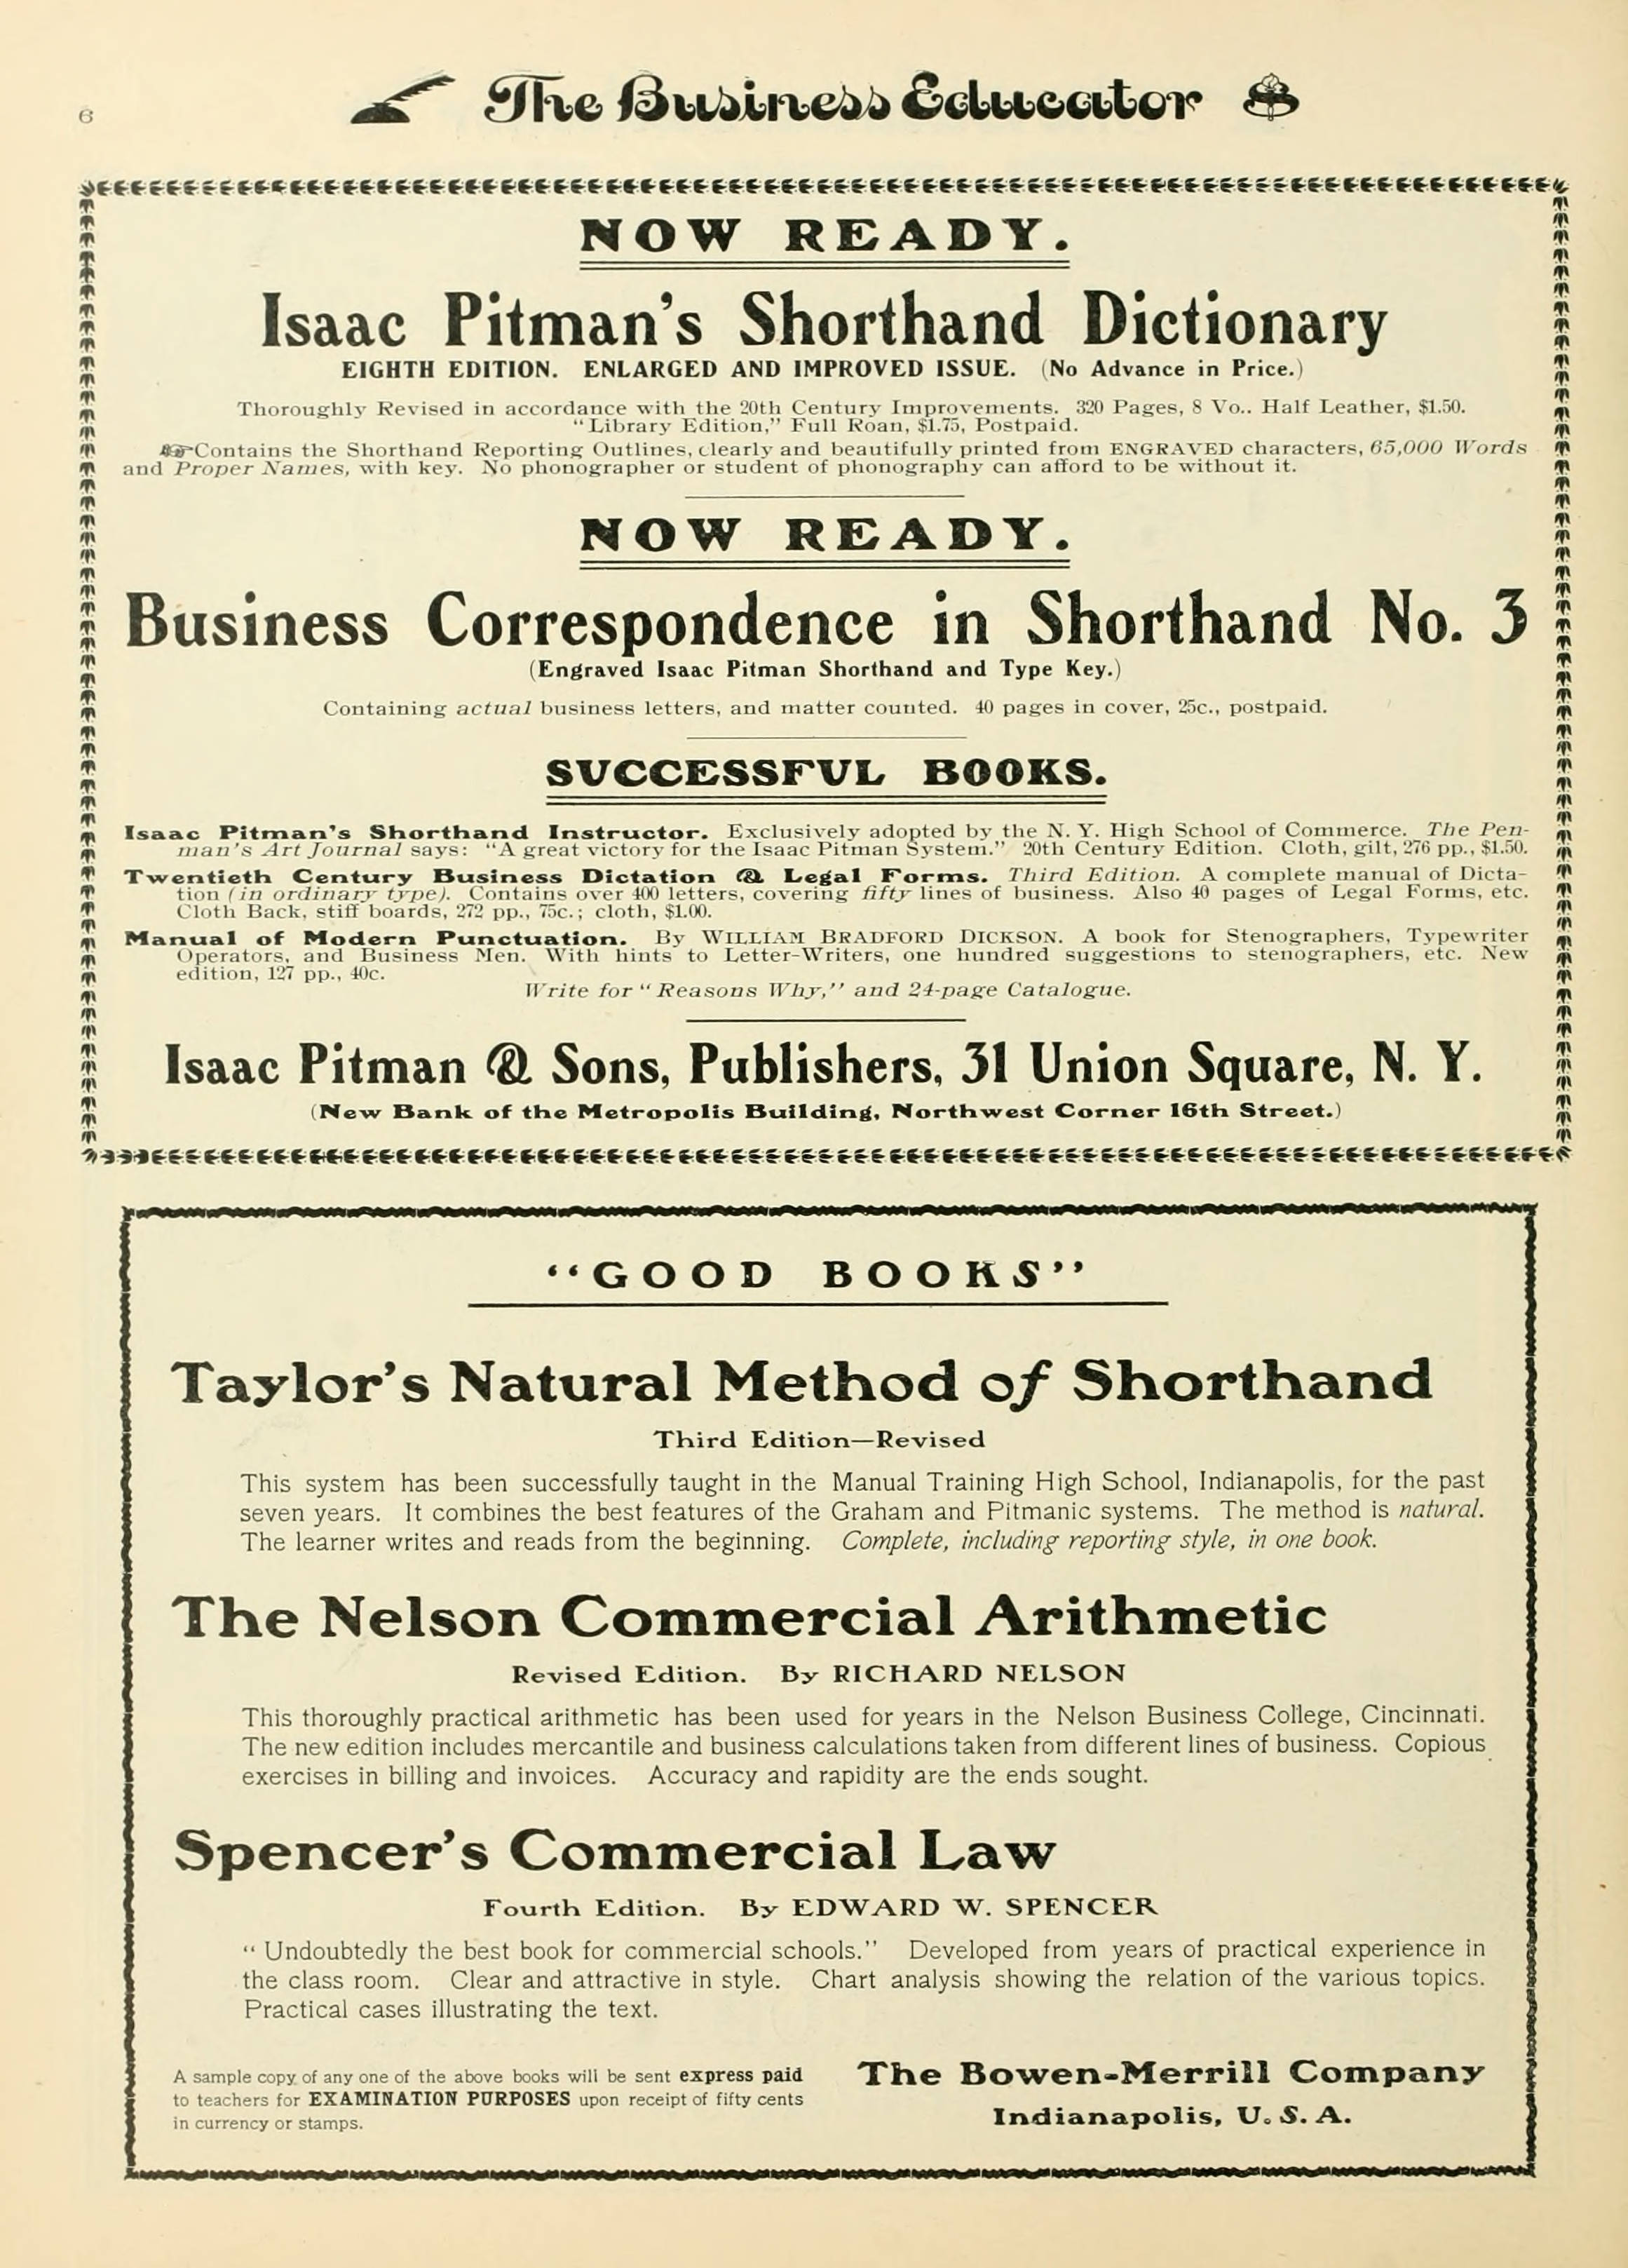 6
The Business Educator
NOW READY.
Isaac Pitman's Shorthand Dictionary
EIGHTH EDITION. ENLARGED AND IMPROVED ISSUE. (No Advance in Price.)
Thoroughly Revised in accordance with the 20th Century Improvements. 320 Pages, 8 Vo.. Half Leather, $1.50.
"Library Edition," Full Roan, $1.75, Postpaid.
☞Contains the Shorthand Reporting Outlines, clearly and beautifully printed from ENGRAVED characters, 65,000 Words
and Proper Names, with key. No phonographer or student of phonography can afford to be without it.
NOW READY.
Business Correspondence in Shorthand No. 3
(Engraved Isaac Pitman Shorthand and Type Key.)
Containing actual business letters, and matter counted. 40 pages in cover, 25c., postpaid.
SUCCESSFUL BOOKS.
Isaac Pitman's Shorthand Instructor. Exclusively adopted by the N. Y. High School of Commerce. The Pen-
man's Art Journal says: "A great victory for the Isaac Pitman System." 20th Century Edition. Cloth, gilt, 276 pp., $1.50.
Twentieth Century Business Dictation & Legal Forms. Third Edition. A complete manual of Dicta-
tion (in ordinary type). Contains over 400 letters, covering fifty lines of business. Also 40 pages of Legal Forms, etc.
Cloth Back, stiff boards, 272 pp., 75c.; cloth, $1.00.
Manual of Modern Punctuation. By WILLIAM BRADFORD DICKSON. A book for Stenographers, Typewriter
Operators, and Business Men. With hints to Letter-Writers, one hundred suggestions to stenographers, etc. New
edition, 127 pp., 40c.
Write for "Reasons Why," and 24-page Catalogue.
Isaac Pitman & Sons, Publishers, 31 Union Square, N. Y.
(New Bank of the Metropolis Building, Northwest Corner 16th Street.)
"GOOD BOOKS"
Taylor's Natural Method of Shorthand
Third Edition—Revised
This system has been successfully taught in the Manual Training High School, Indianapolis, for the past
seven years. It combines the best features of the Graham and Pitmanic systems. The method is natural.
The learner writes and reads from the beginning. Complete, including reporting style, in one book.
The Nelson Commercial Arithmetic
Revised Edition. By RICHARD NELSON
This thoroughly practical arithmetic has been used for years in the Nelson Business College, Cincinnati.
The new edition includes mercantile and business calculations taken from different lines of business. Copious
exercises in billing and invoices. Accuracy and rapidity are the ends sought.
Spencer's Commercial Law
Fourth Edition. By EDWARD W. SPENCER
"Undoubtedly the best book for commercial schools." Developed from years of practical experience in
the class room. Clear and attractive in style. Chart analysis showing the relation of the various topics.
Practical cases illustrating the text.
A sample copy of any one of the above books will be sent express paid
to teachers for EXAMINATION PURPOSES upon receipt of fifty cents
in currency or stamps.
The Bowen-Merrill Company
Indianapolis, U. S. A.